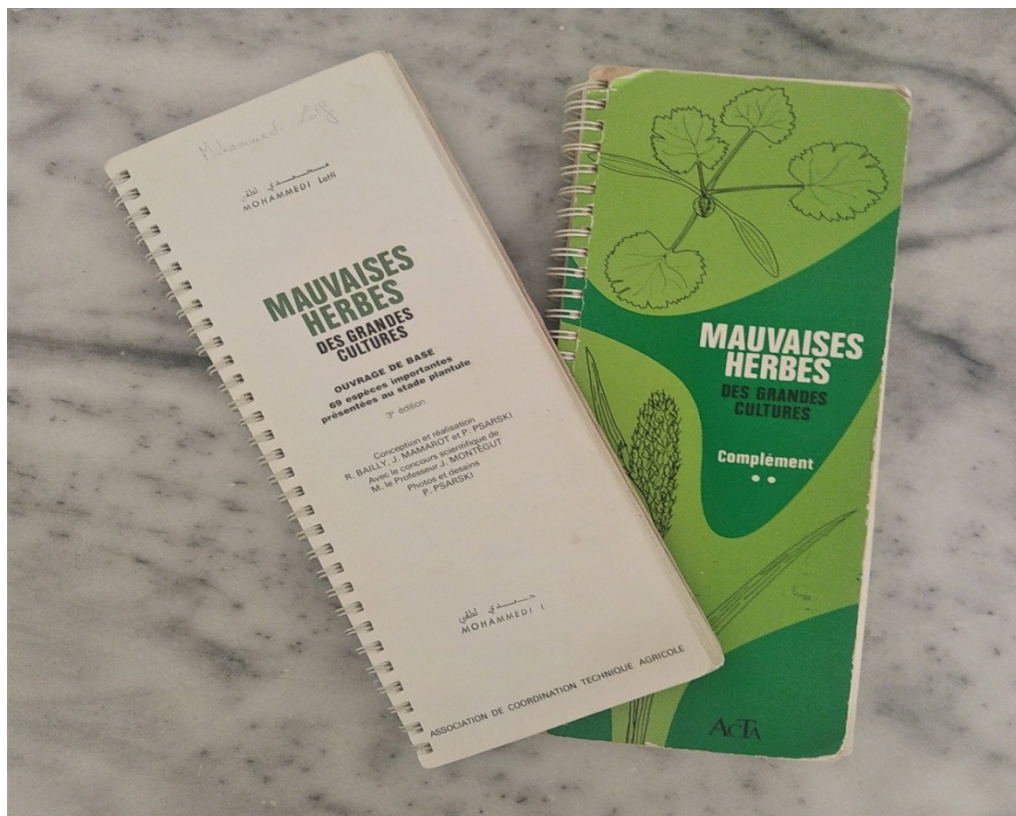 Mohammedi Lotfi
محمدي لطفي
MOHAMMEDI Lotfi
MAUVAISES
HERBES
DES GRANDES
CULTURES
OUVRAGE DE BASE
69 espèces importantes
présentées au stade plantule
3e édition
Conception et réalisation
R. BAILLY, J. MAMAROT et P. PSARSKI
Avec le concours scientifique de
M. le Professeur J. MONTÉGUT
Photos et dessins
P. PSARSKI
محمدي لطفي
MOHAMMEDI L
ASSOCIATION DE COORDINATION TECHNIQUE AGRICOLE
MAUVAISES
HERBES
DES GRANDES
CULTURES
Complément
ACTA